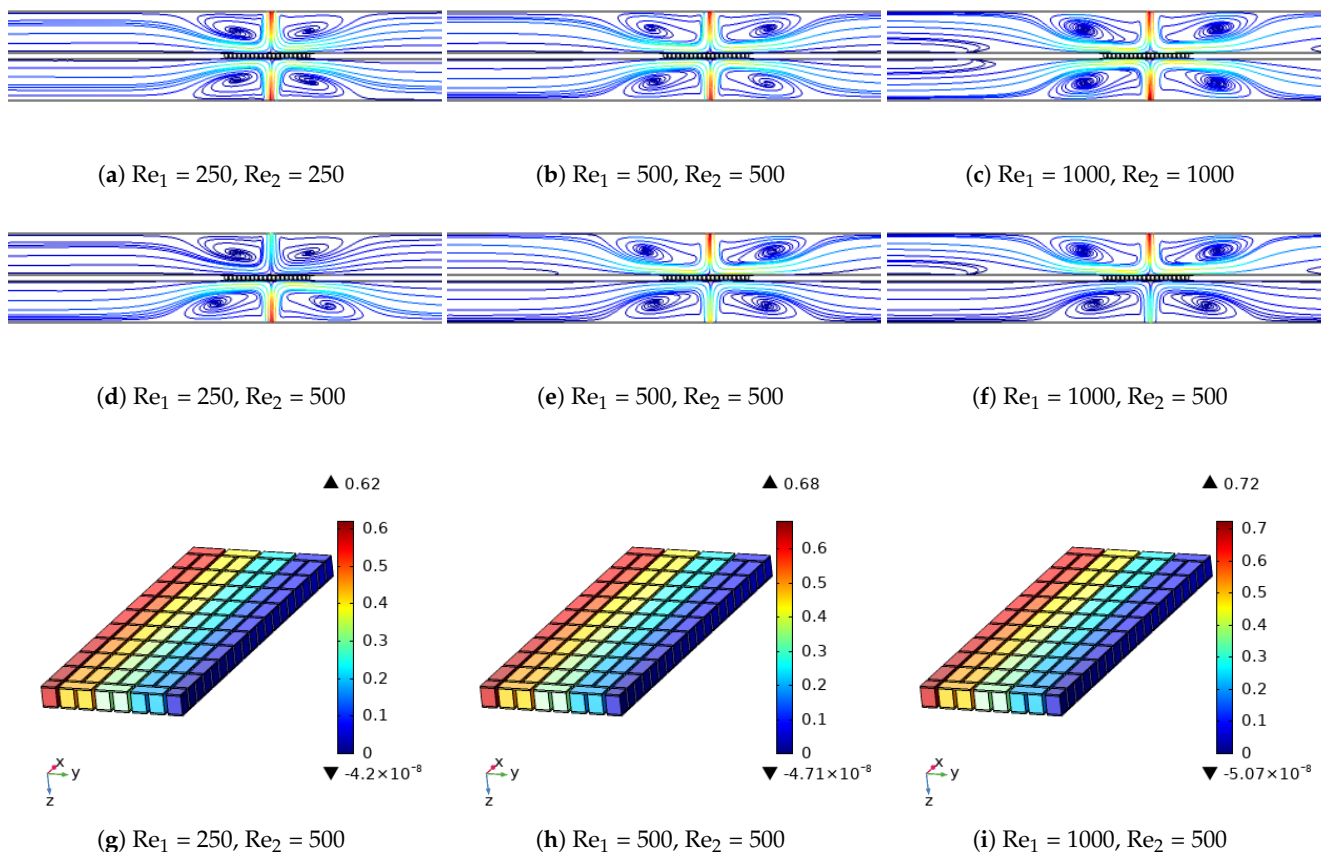 (a) Re₁ = 250, Re₂ = 250
(b) Re₁ = 500, Re₂ = 500
(c) Re₁ = 1000, Re₂ = 1000
(d) Re₁ = 250, Re₂ = 500
(e) Re₁ = 500, Re₂ = 500
(f) Re₁ = 1000, Re₂ = 500
▲ 0.62
0.6
0.5
0.4
0.3
0.2
0.1
0
▼ -4.2×10⁻⁸
x
y
z
(g) Re₁ = 250, Re₂ = 500
▲ 0.68
0.6
0.5
0.4
0.3
0.2
0.1
0
▼ -4.71×10⁻⁸
x
y
z
(h) Re₁ = 500, Re₂ = 500
▲ 0.72
0.7
0.6
0.5
0.4
0.3
0.2
0.1
0
▼ -5.07×10⁻⁸
x
y
z
(i) Re₁ = 1000, Re₂ = 500